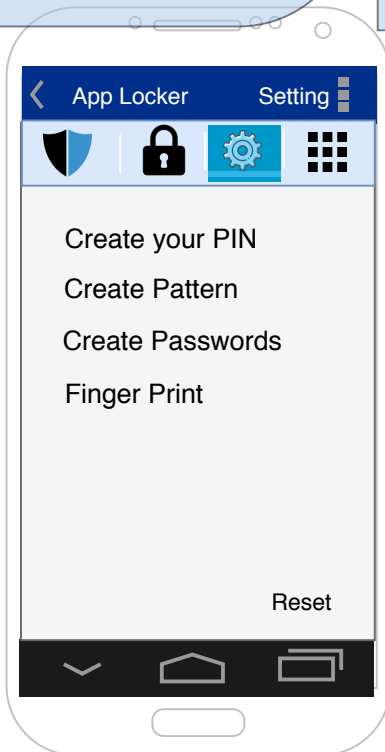 App Locker Setting
Create your PIN
Create Pattern
Create Passwords
Finger Print
Reset